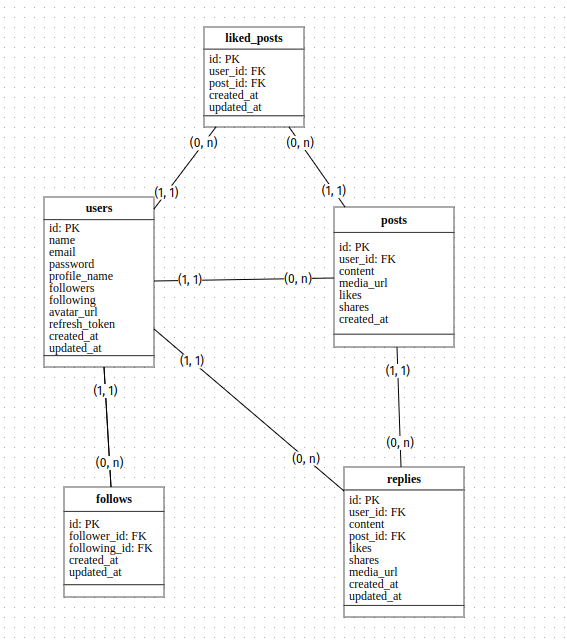 liked_posts
id: PK
user_id: FK
post_id: FK
created_at
updated_at
(0, n)
(0, n)
(1, 1)
(1, 1)
users
id: PK
name
email
password
profile_name
followers
following
avatar_url
refresh_token
created_at
updated_at
posts
id: PK
user_id: FK
content
media_url
likes
shares
created_at
(1, 1)
(0, n)
(1, 1)
(1, 1)
(1, 1)
(0, n)
(0, n)
(0, n)
follows
id: PK
follower_id: FK
following_id: FK
created_at
updated_at
replies
id: PK
user_id: FK
content
post_id: FK
likes
shares
media_url
created_at
updated_at